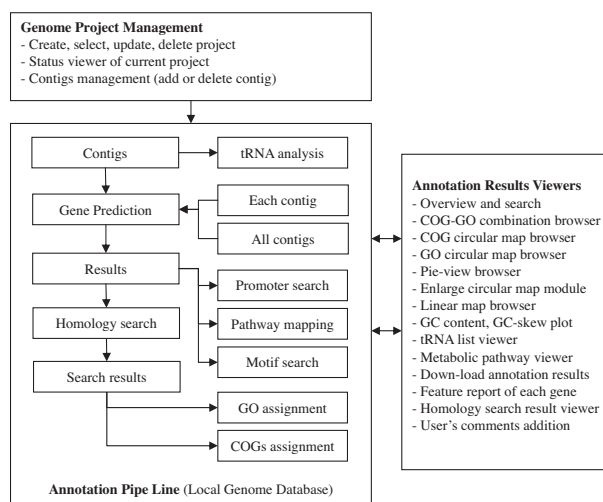 Genome Project Management
- Create, select, update, delete project
- Status viewer of current project
- Contigs management (add or delete contig)
Contigs
tRNA analysis
Gene Prediction
Each contig
All contigs
Results
Promoter search
Homology search
Pathway mapping
Motif search
Search results
GO assignment
COGs assignment
Annotation Pipe Line (Local Genome Database)
Annotation Results Viewers
- Overview and search
- COG-GO combination browser
- COG circular map browser
- GO circular map browser
- Pie-view browser
- Enlarge circular map module
- Linear map browser
- GC content, GC-skew plot
- tRNA list viewer
- Metabolic pathway viewer
- Down-load annotation results
- Feature report of each gene
- Homology search result viewer
- User's comments addition